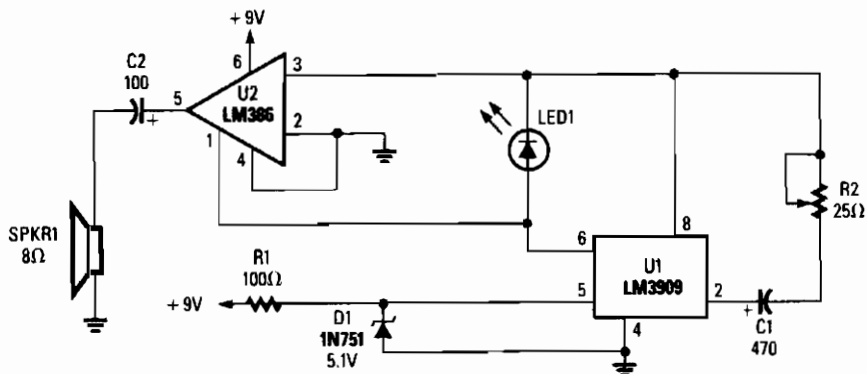 + 9V
C2
100
+
5
6
U2
LM386
3
2
1
4
LED1
R2
25Ω
SPKR1
8Ω
R1
100Ω
+ 9V
D1
1N751
5.1V
6
8
U1
LM3909
5
2
4
+
C1
470